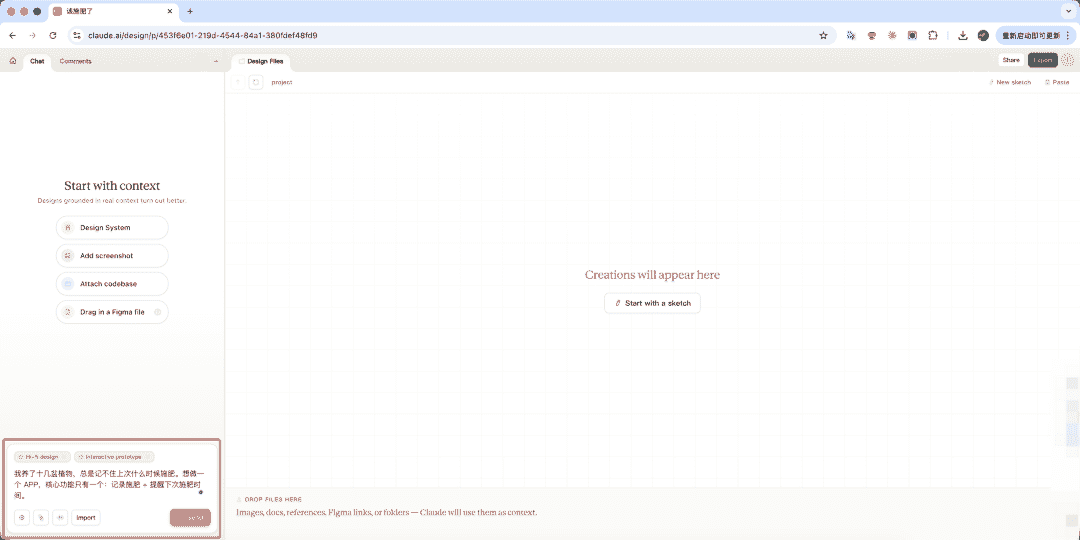 该施肥了
claude.ai/design/p/453f6e01-219d-4544-84a1-380fdef48fd9
重新启动即可更新
Chat
Comments
Design Files
Share
Export
project
New sketch
Paste
Start with context
Designs grounded in real context turn out better.
Design System
Add screenshot
Attach codebase
Drag in a Figma file
Creations will appear here
Start with a sketch
Hi-fi design
Interactive prototype
我养了十几盆植物，总是记不住上次什么时候施肥。想做一
个 APP，核心功能只有一个：记录施肥 + 提醒下次施肥时
间。
Import
DROP FILES HERE
Images, docs, references, Figma links, or folders — Claude will use them as context.